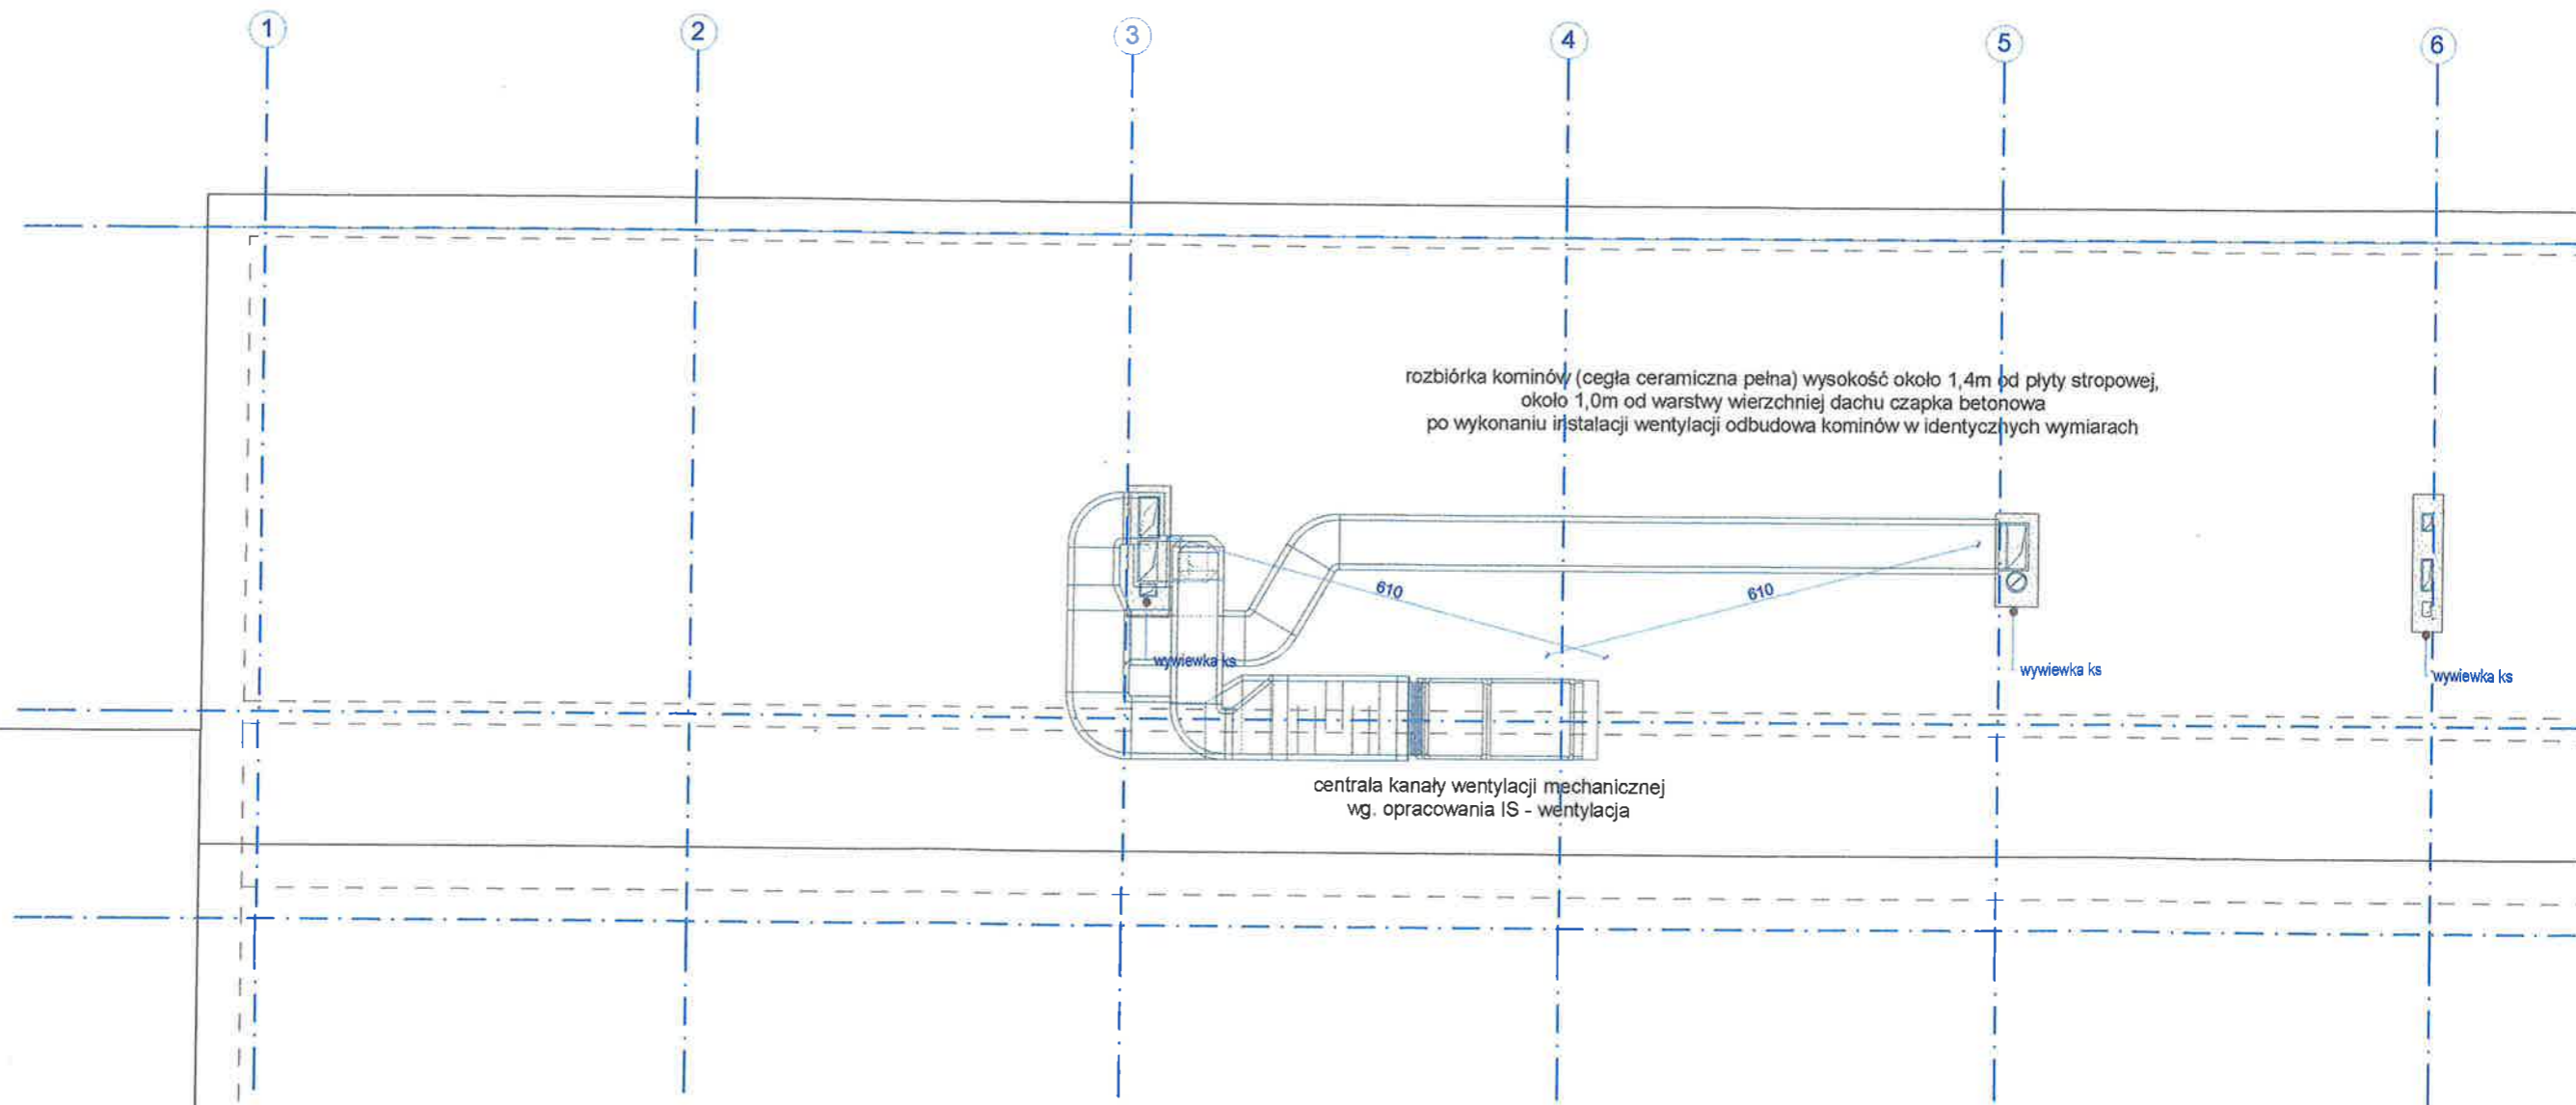 1
2
3
4
5
6
rozbiórka kominów (cegła ceramiczna pełna) wysokość około 1,4m od płyty stropowej,
około 1,0m od warstwy wierzchniej dachu czapka betonowa
po wykonaniu instalacji wentylacji odbudowa kominów w identycznych wymiarach
610
610
wywiewka ks
wywiewka ks
wywiewka ks
centrala kanały wentylacji mechanicznej
wg. opracowania IS - wentylacja